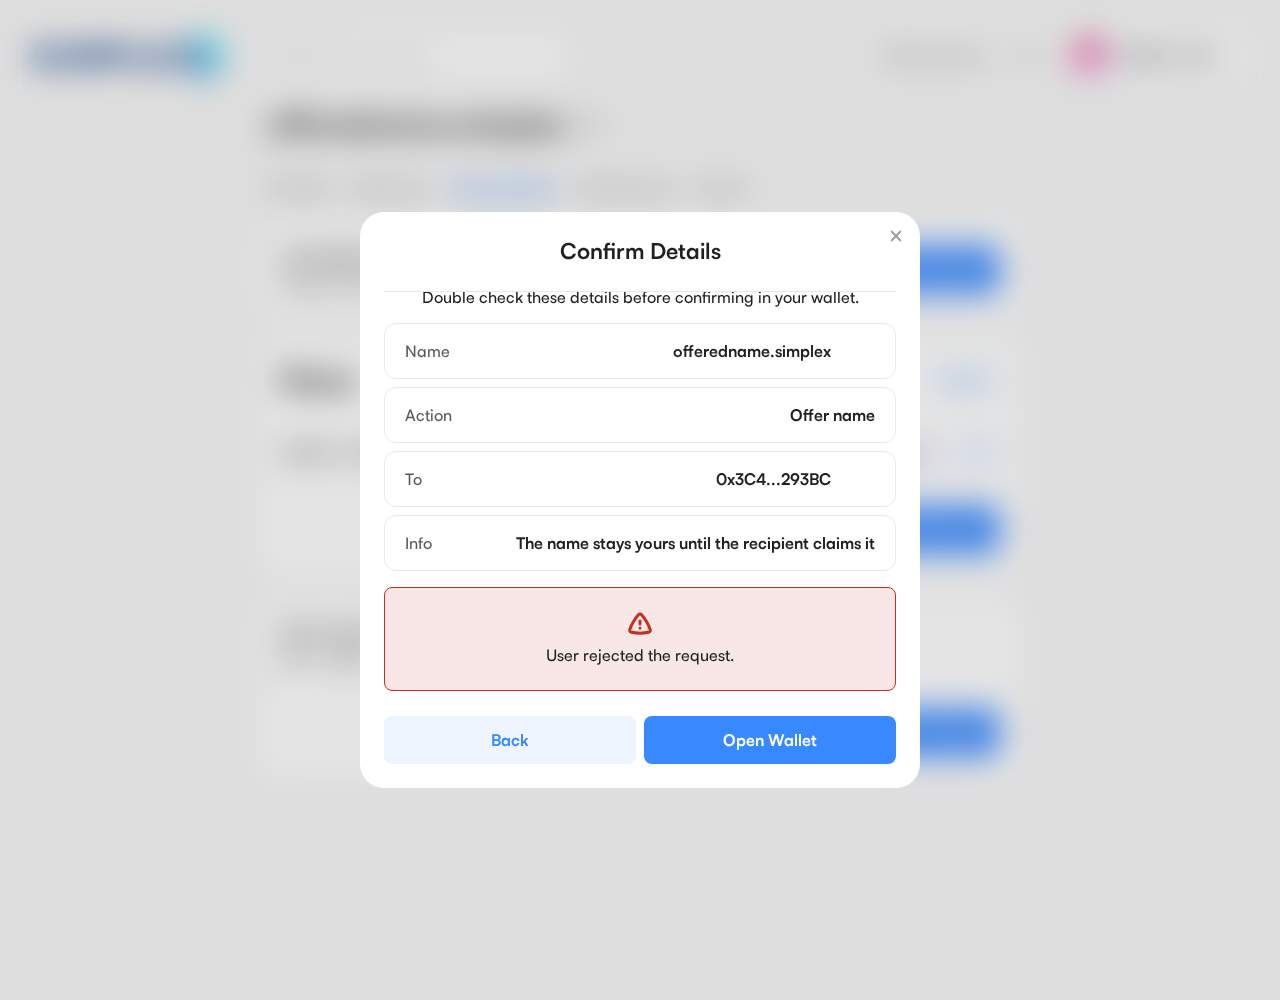 Confirm Details
Double check these details before confirming in your wallet.
Name offeredname.simplex
Action Offer name
To 0x3C4...293BC
Info The name stays yours until the recipient claims it
User rejected the request.
Back Open Wallet